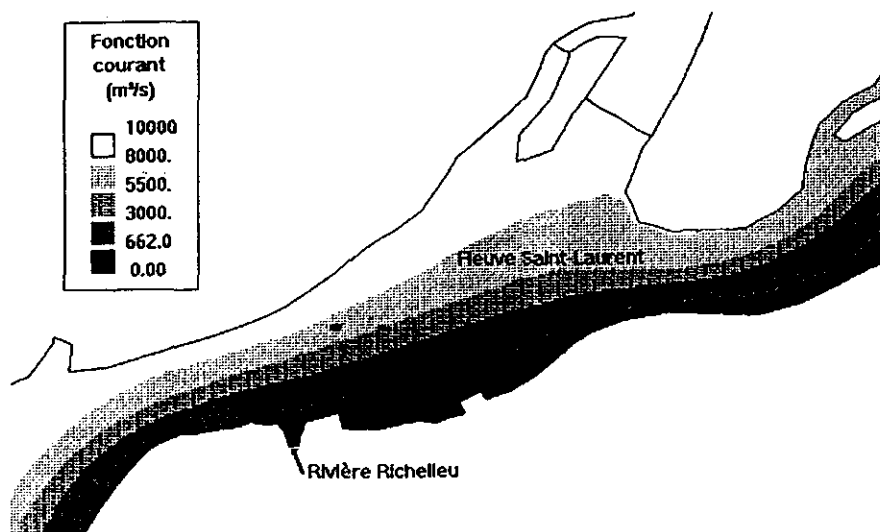 Fonction
courant
(m³/s)
10000
8000.
5500.
3000.
662.0
0.00
Fleuve Saint-Laurent
Rivière Richelieu